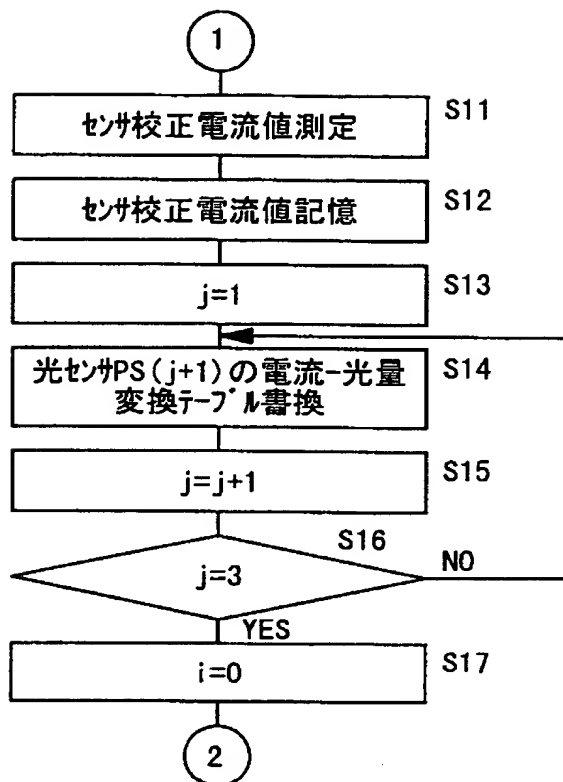 1
センサ校正電流値測定
S11
センサ校正電流値記憶
S12
j=1
S13
光センサPS(j+1)の電流-光量
変換テーブル書換
S14
j=j+1
S15
S16
j=3
NO
YES
i=0
S17
2